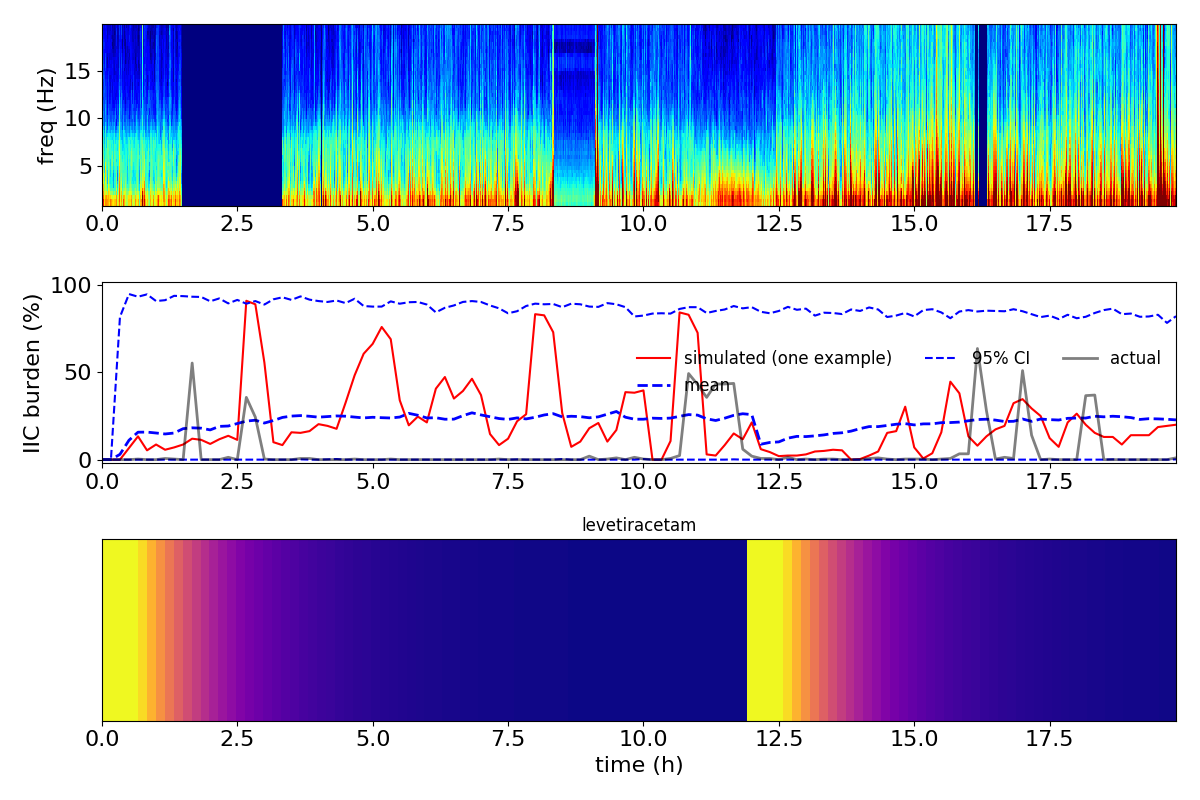 freq (Hz)
15
10
5
0.0 2.5 5.0 7.5 10.0 12.5 15.0 17.5
IIC burden (%)
100
50
0
simulated (one example) 95% CI actual
mean
0.0 2.5 5.0 7.5 10.0 12.5 15.0 17.5
levetiracetam
0.0 2.5 5.0 7.5 10.0 12.5 15.0 17.5
time (h)